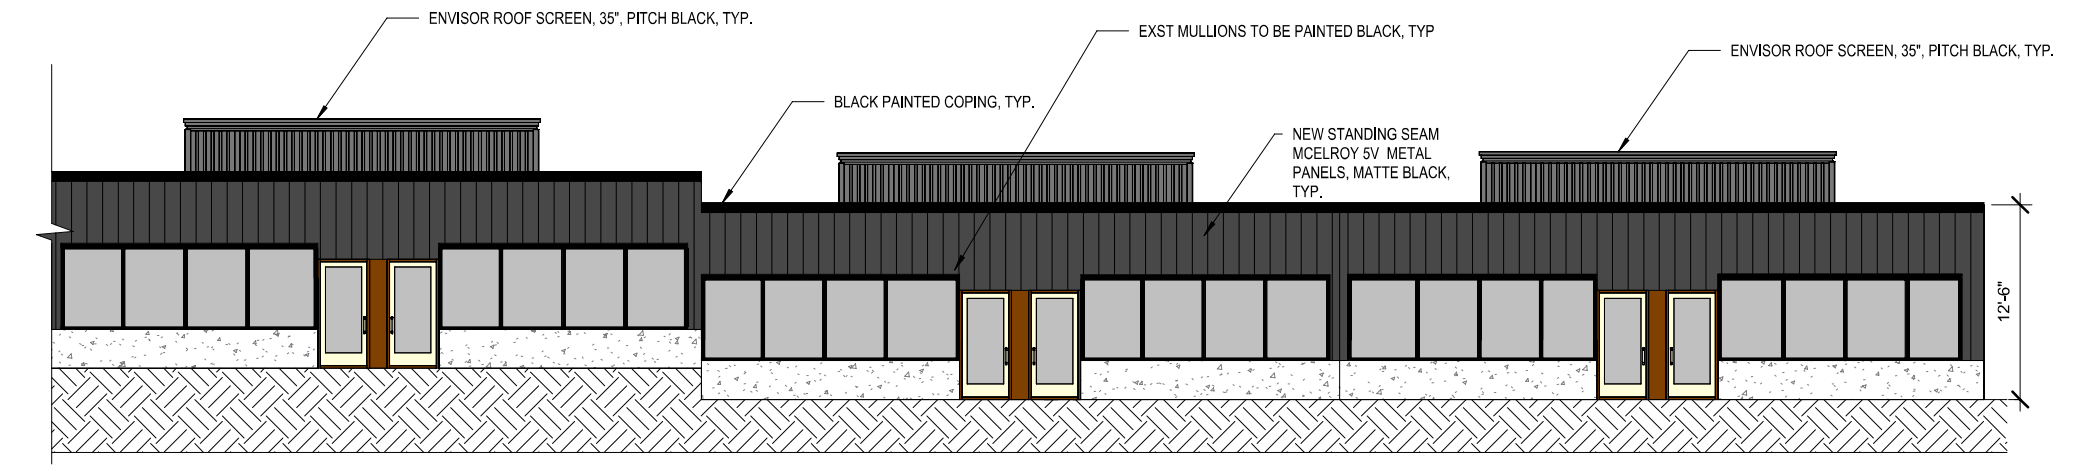 ENVISOR ROOF SCREEN, 35", PITCH BLACK, TYP.
EXST MULLIONS TO BE PAINTED BLACK, TYP
ENVISOR ROOF SCREEN, 35", PITCH BLACK, TYP.
BLACK PAINTED COPING, TYP.
NEW STANDING SEAM
MCELROY 5V METAL
PANELS, MATTE BLACK,
TYP.
12'-6"